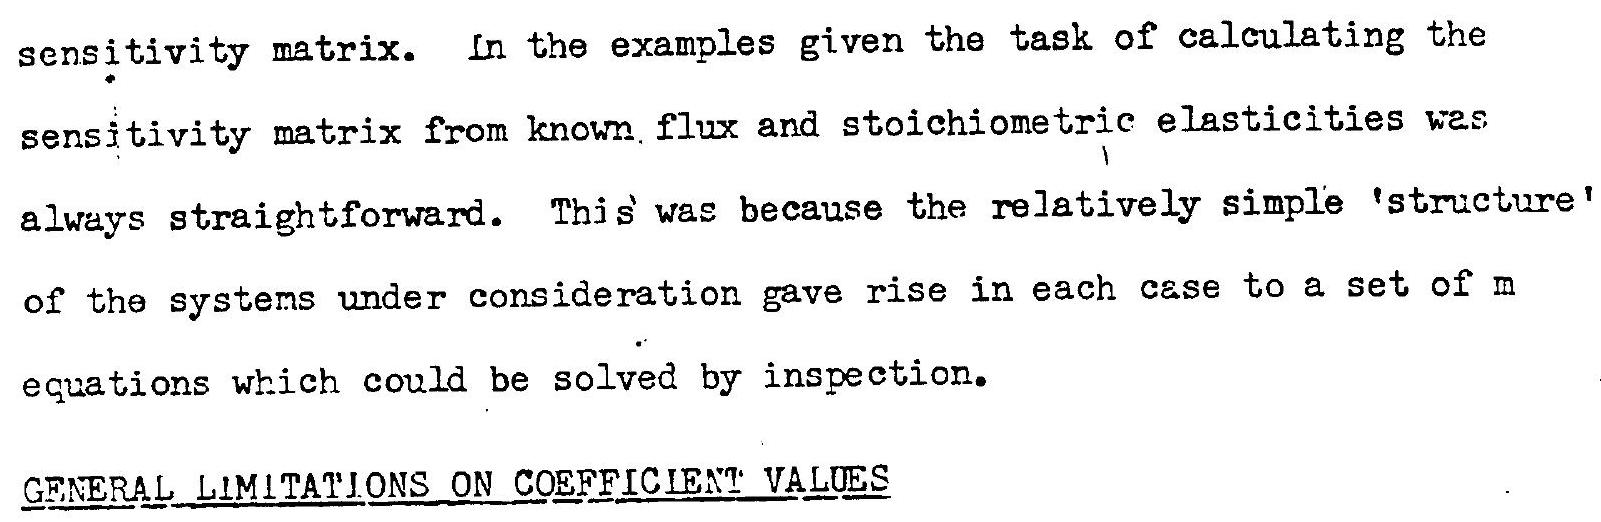 sensitivity matrix. In the examples given the task of calculating the
sensitivity matrix from known flux and stoichiometric elasticities was
always straightforward. This was because the relatively simple 'structure'
of the systems under consideration gave rise in each case to a set of m
equations which could be solved by inspection.
GENERAL LIMITATIONS ON COEFFICIENT VALUES